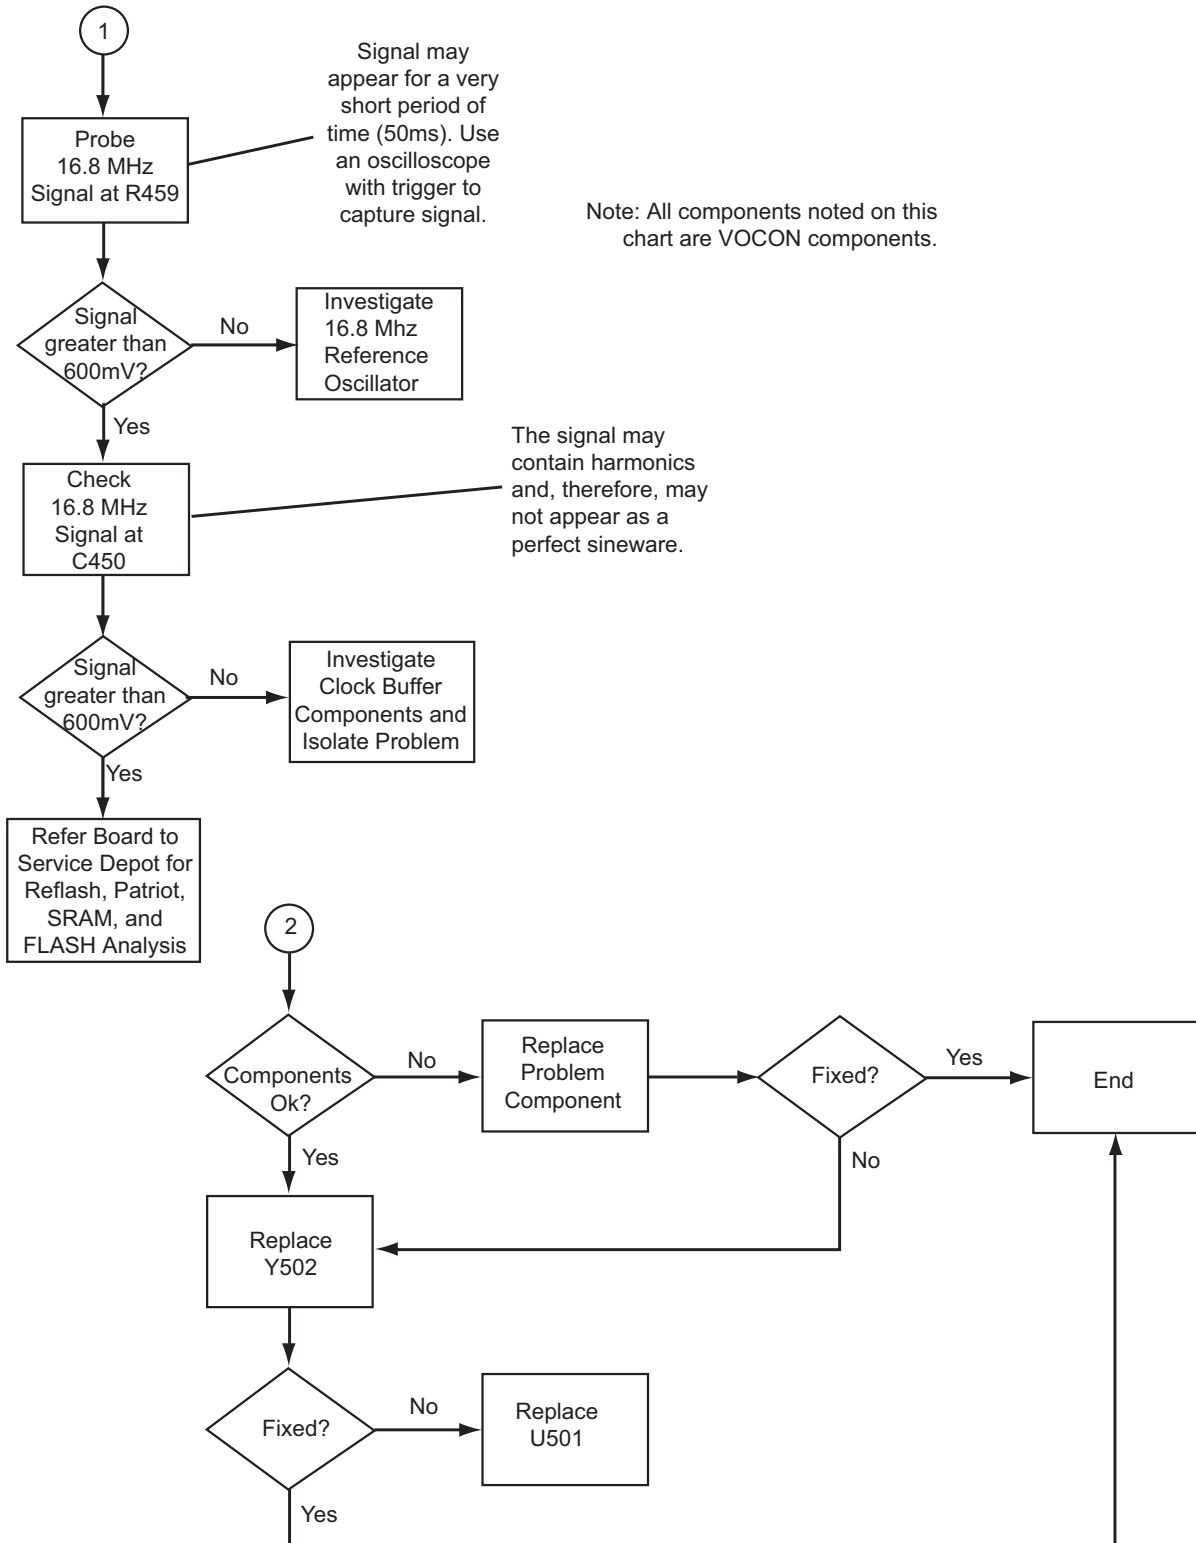 1
Signal may
appear for a very
short period of
time (50ms). Use
an oscilloscope
with trigger to
capture signal.
Probe
16.8 MHz
Signal at R459
Note: All components noted on this
chart are VOCON components.
Signal
greater than
600mV?
No
Investigate
16.8 Mhz
Reference
Oscillator
Yes
The signal may
contain harmonics
and, therefore, may
not appear as a
perfect sineware.
Check
16.8 MHz
Signal at
C450
Signal
greater than
600mV?
No
Investigate
Clock Buffer
Components and
Isolate Problem
Yes
Refer Board to
Service Depot for
Reflash, Patriot,
SRAM, and
FLASH Analysis
2
Components
Ok?
No
Replace
Problem
Component
Fixed?
Yes
End
Yes
No
Replace
Y502
Fixed?
No
Replace
U501
Yes